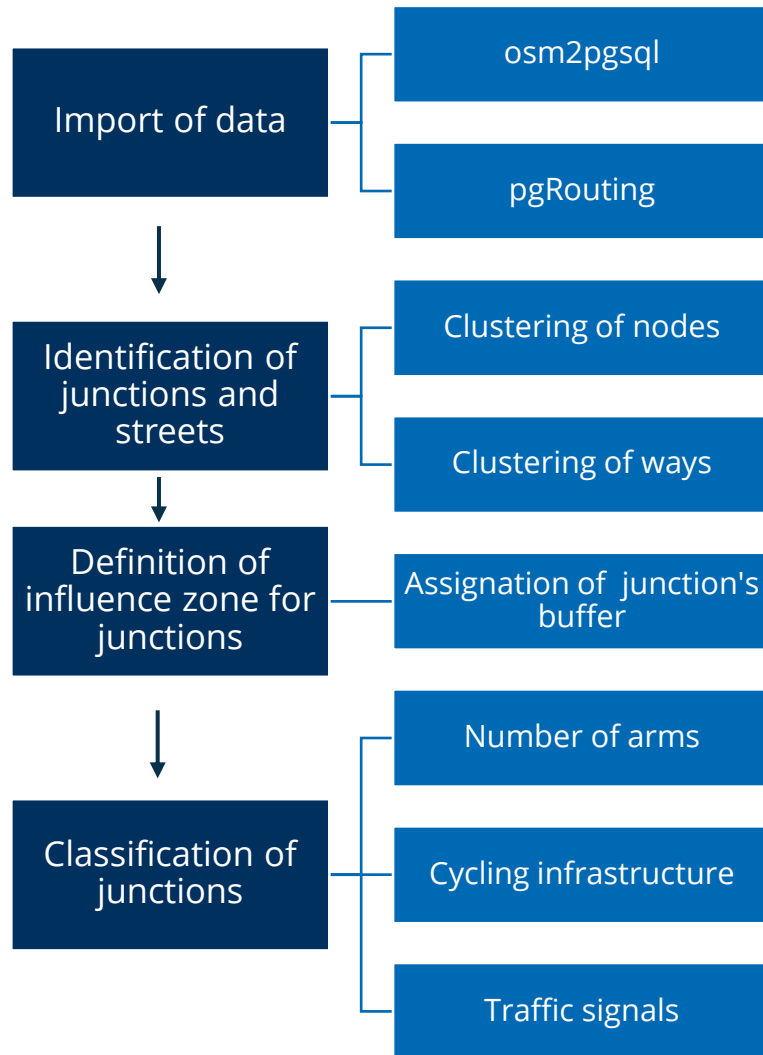 Import of data
osm2pgsql
pgRouting
Identification of
junctions and
streets
Clustering of nodes
Clustering of ways
Definition of
influence zone for
junctions
Assignation of  junction's
buffer
Classification of
junctions
Number of arms
Cycling infrastructure
Traffic signals